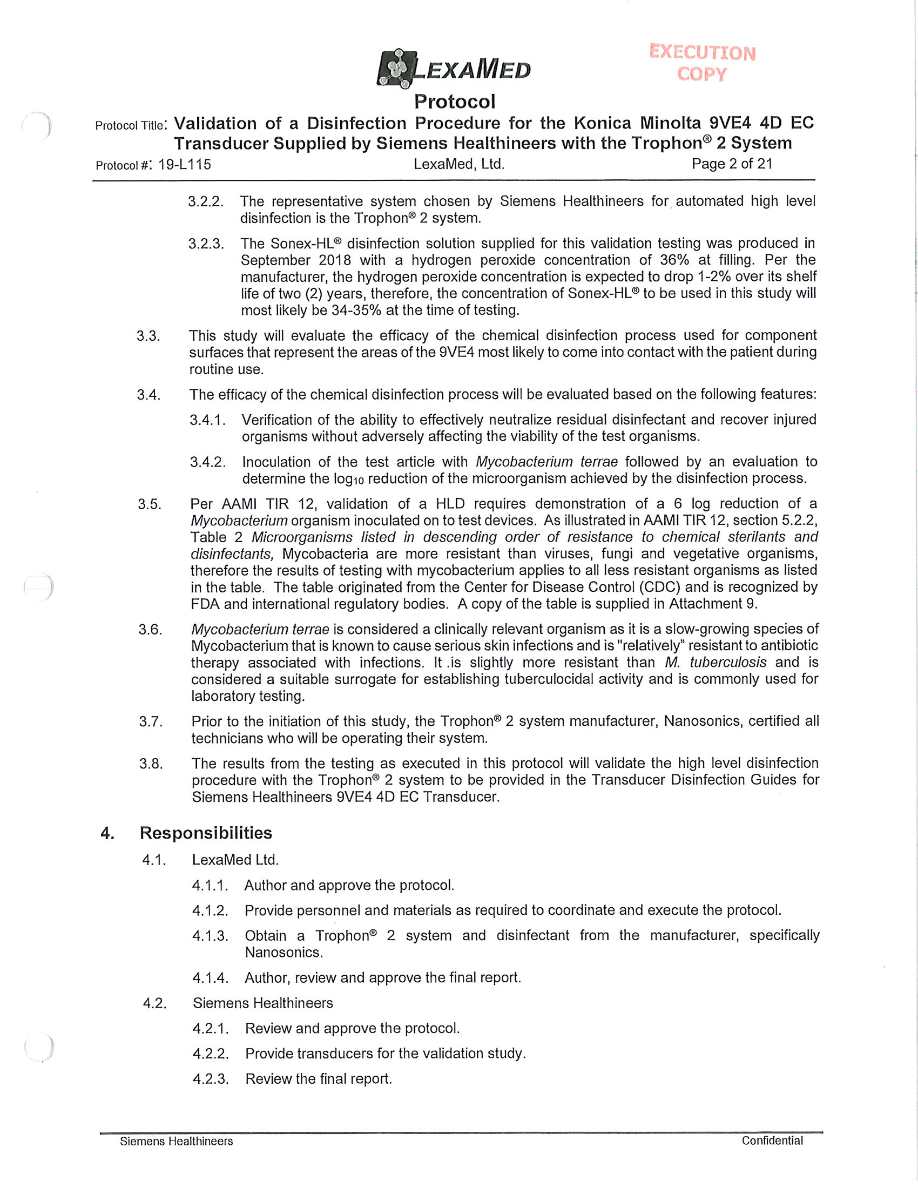 LEXAMED
EXECUTION
COPY
Protocol
Protocol Title: Validation of a Disinfection Procedure for the Konica Minolta 9VE4 4D EC
Transducer Supplied by Siemens Healthineers with the Trophon® 2 System
Protocol #: 19-L115 LexaMed, Ltd. Page 2 of 21
3.2.2. The representative system chosen by Siemens Healthineers for automated high level
disinfection is the Trophon® 2 system.
3.2.3. The Sonex-HL® disinfection solution supplied for this validation testing was produced in
September 2018 with a hydrogen peroxide concentration of 36% at filling. Per the
manufacturer, the hydrogen peroxide concentration is expected to drop 1-2% over its shelf
life of two (2) years, therefore, the concentration of Sonex-HL® to be used in this study will
most likely be 34-35% at the time of testing.
3.3. This study will evaluate the efficacy of the chemical disinfection process used for component
surfaces that represent the areas of the 9VE4 most likely to come into contact with the patient during
routine use.
3.4. The efficacy of the chemical disinfection process will be evaluated based on the following features:
3.4.1. Verification of the ability to effectively neutralize residual disinfectant and recover injured
organisms without adversely affecting the viability of the test organisms.
3.4.2. Inoculation of the test article with Mycobacterium terrae followed by an evaluation to
determine the log10 reduction of the microorganism achieved by the disinfection process.
3.5. Per AAMI TIR 12, validation of a HLD requires demonstration of a 6 log reduction of a
Mycobacterium organism inoculated on to test devices. As illustrated in AAMI TIR 12, section 5.2.2,
Table 2 Microorganisms listed in descending order of resistance to chemical sterilants and
disinfectants, Mycobacteria are more resistant than viruses, fungi and vegetative organisms,
therefore the results of testing with mycobacterium applies to all less resistant organisms as listed
in the table. The table originated from the Center for Disease Control (CDC) and is recognized by
FDA and international regulatory bodies. A copy of the table is supplied in Attachment 9.
3.6. Mycobacterium terrae is considered a clinically relevant organism as it is a slow-growing species of
Mycobacterium that is known to cause serious skin infections and is "relatively" resistant to antibiotic
therapy associated with infections. It .is slightly more resistant than M. tuberculosis and is
considered a suitable surrogate for establishing tuberculocidal activity and is commonly used for
laboratory testing.
3.7. Prior to the initiation of this study, the Trophon® 2 system manufacturer, Nanosonics, certified all
technicians who will be operating their system.
3.8. The results from the testing as executed in this protocol will validate the high level disinfection
procedure with the Trophon® 2 system to be provided in the Transducer Disinfection Guides for
Siemens Healthineers 9VE4 4D EC Transducer.
4. Responsibilities
4.1. LexaMed Ltd.
4.1.1. Author and approve the protocol.
4.1.2. Provide personnel and materials as required to coordinate and execute the protocol.
4.1.3. Obtain a Trophon® 2 system and disinfectant from the manufacturer, specifically
Nanosonics.
4.1.4. Author, review and approve the final report.
4.2. Siemens Healthineers
4.2.1. Review and approve the protocol.
4.2.2. Provide transducers for the validation study.
4.2.3. Review the final report.
Siemens Healthineers Confidential